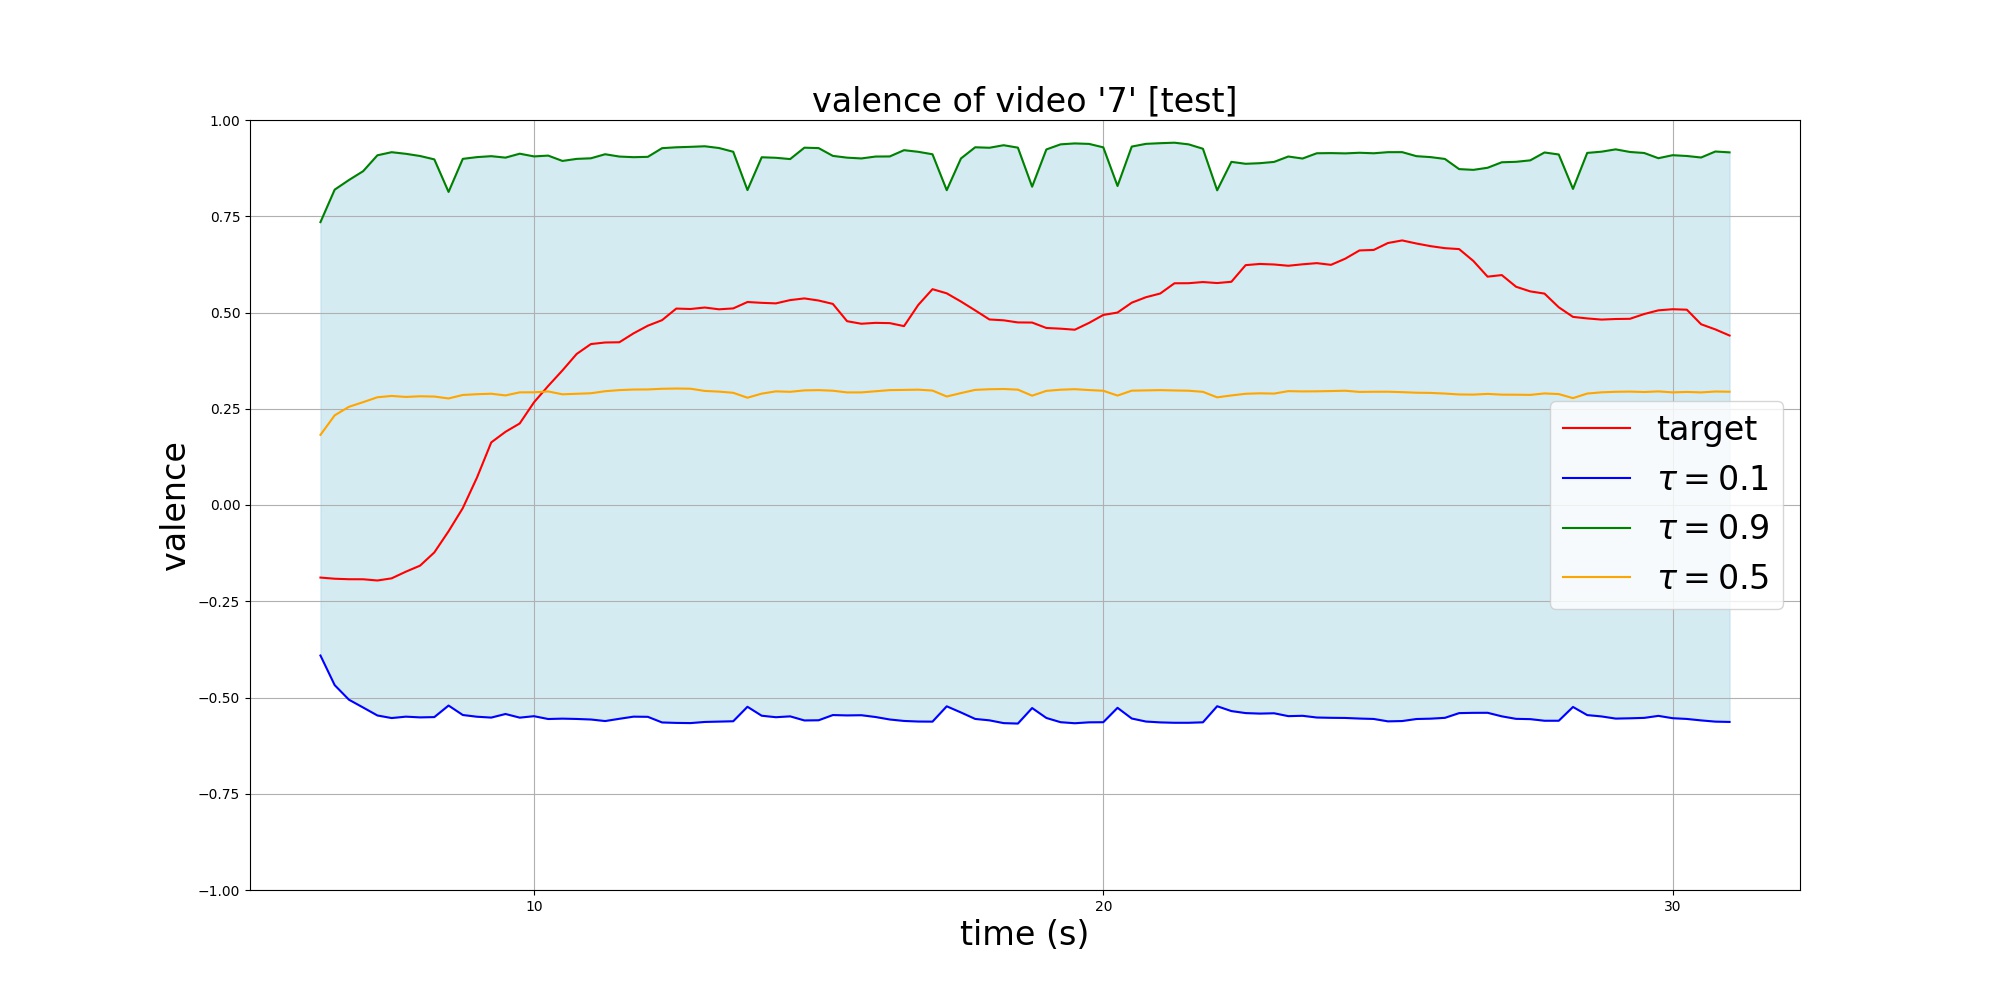 valence of video '7' [test]
1.00
0.75
0.50
0.25
0.00
−0.25
−0.50
−0.75
−1.00
valence
target
τ = 0.1
τ = 0.9
τ = 0.5
10 20 30
time (s)